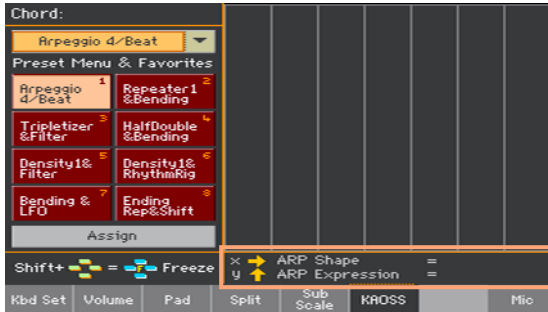 Chord:
Arpeggio 4/Beat
Preset Menu & Favorites
Arpeggio 4/Beat 1
Repeater1 &Bending 2
Tripletizer &Filter 3
HalfDouble &Bending 4
Density1& Filter 5
Density1& RhythmRig 6
Bending & LFO 7
Ending Rep&Shift 8
Assign
Shift+ = F Freeze
x ARP Shape =
y ARP Expression =
Kbd Set Volume Pad Split Sub Scale KAOSS Mic